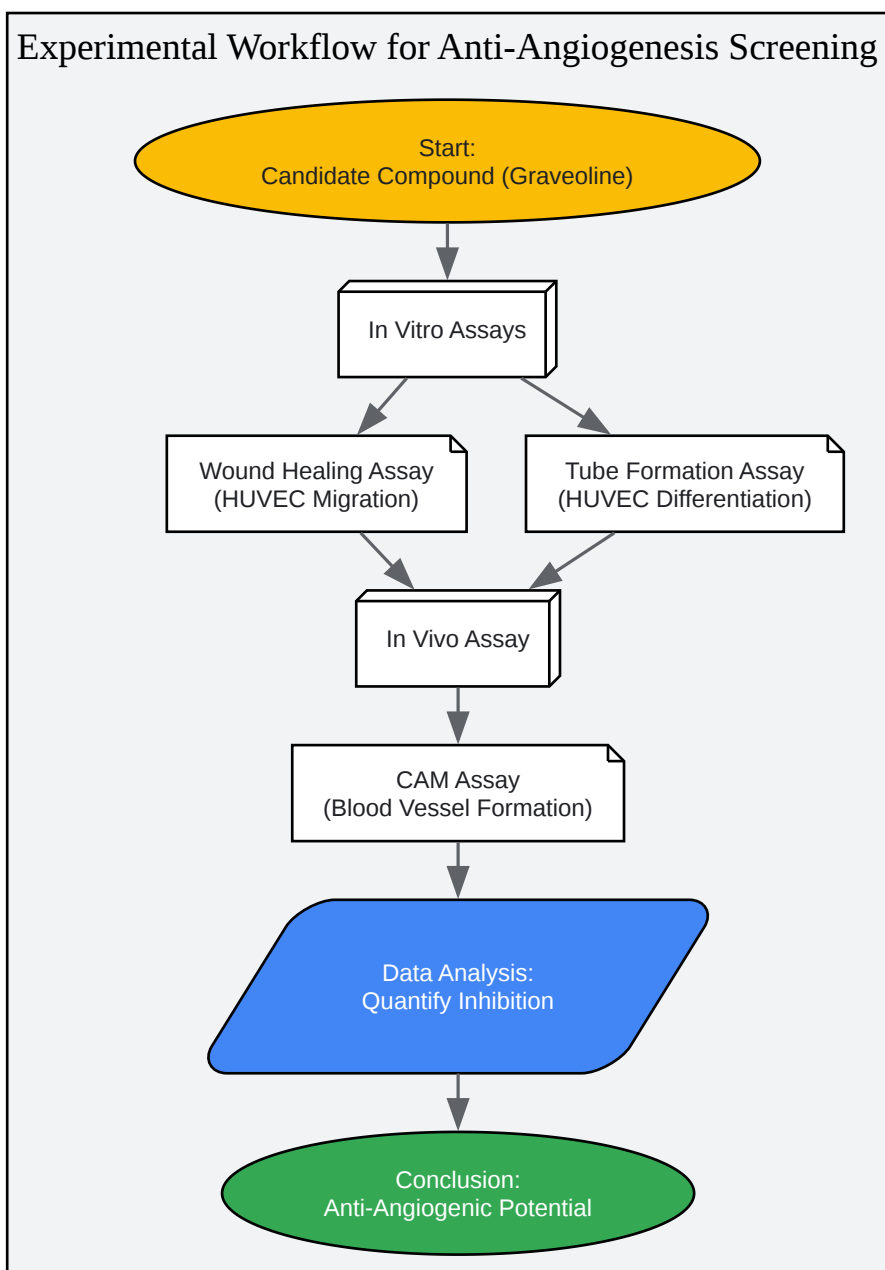 Experimental Workflow for Anti-Angiogenesis Screening
Start:
Candidate Compound (Graveoline)
In Vitro Assays
Wound Healing Assay
(HUVEC Migration)
Tube Formation Assay
(HUVEC Differentiation)
In Vivo Assay
CAM Assay
(Blood Vessel Formation)
Data Analysis:
Quantify Inhibition
Conclusion:
Anti-Angiogenic Potential